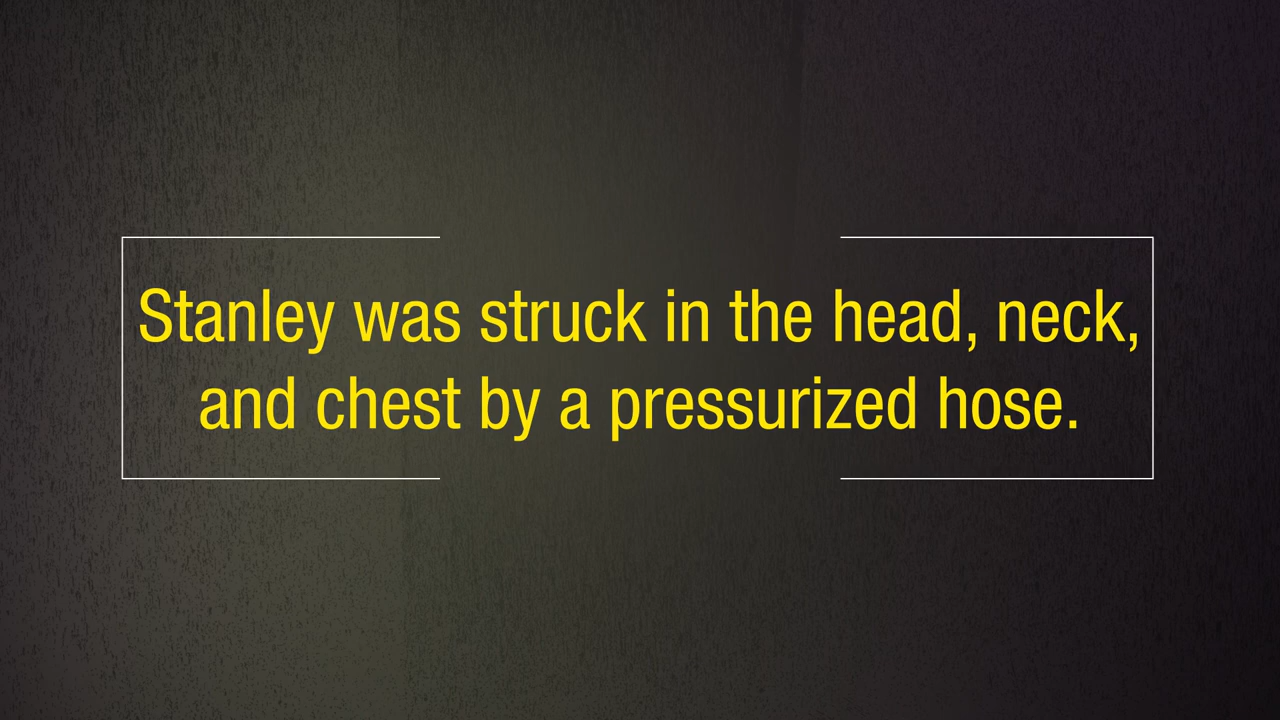 Stanley was struck in the head, neck,
and chest by a pressurized hose.